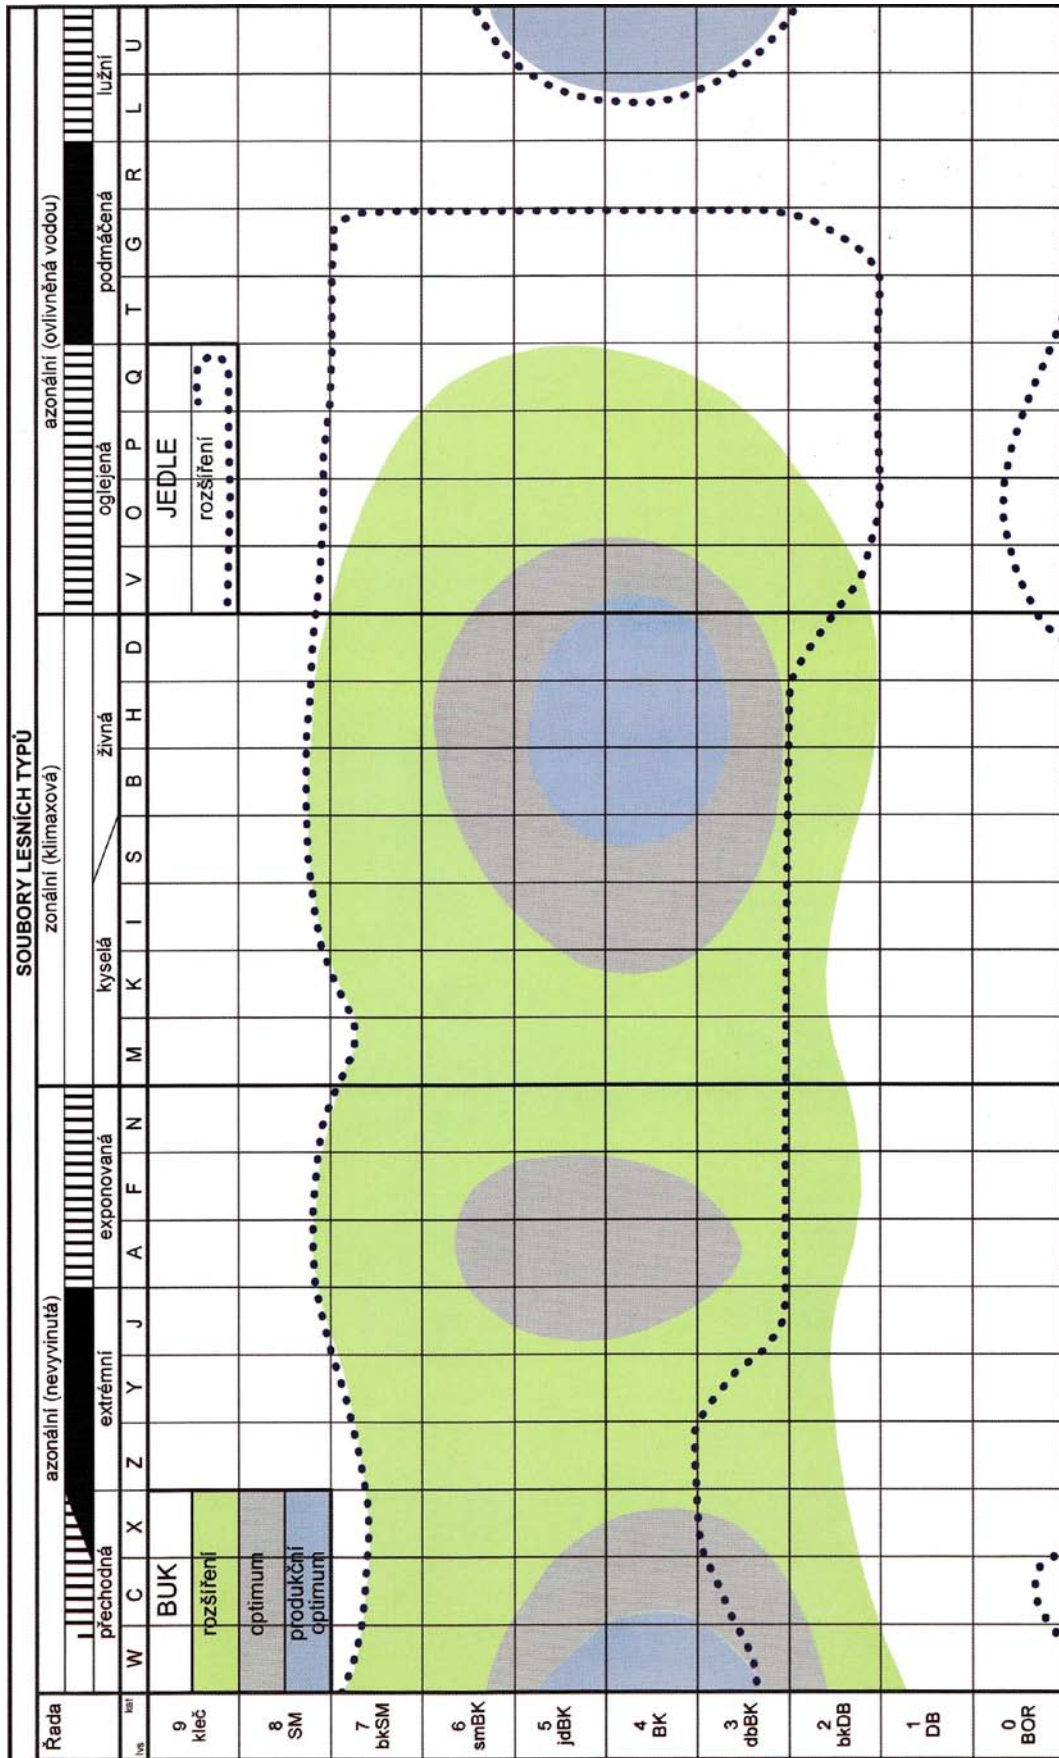 SOUBORY LESNÍCH TYPŮ
Řada
azonální (nevyvinutá)
zonální (klimaxová)
azonální (ovlivněná vodou)
přechodná
extrémní
exponovaná
kyselá
živná
oglejená
podmáčená
lužní
lvs
kat
W C X Z Y J A F N M K I S B H D V O P Q T G R L U
9
kleč
8
SM
7
bkSM
6
smBK
5
jdBK
4
BK
3
dbBK
2
bkDB
1
DB
0
BOR
BUK
rozšíření
optimum
produkční
optimum
JEDLE
rozšíření